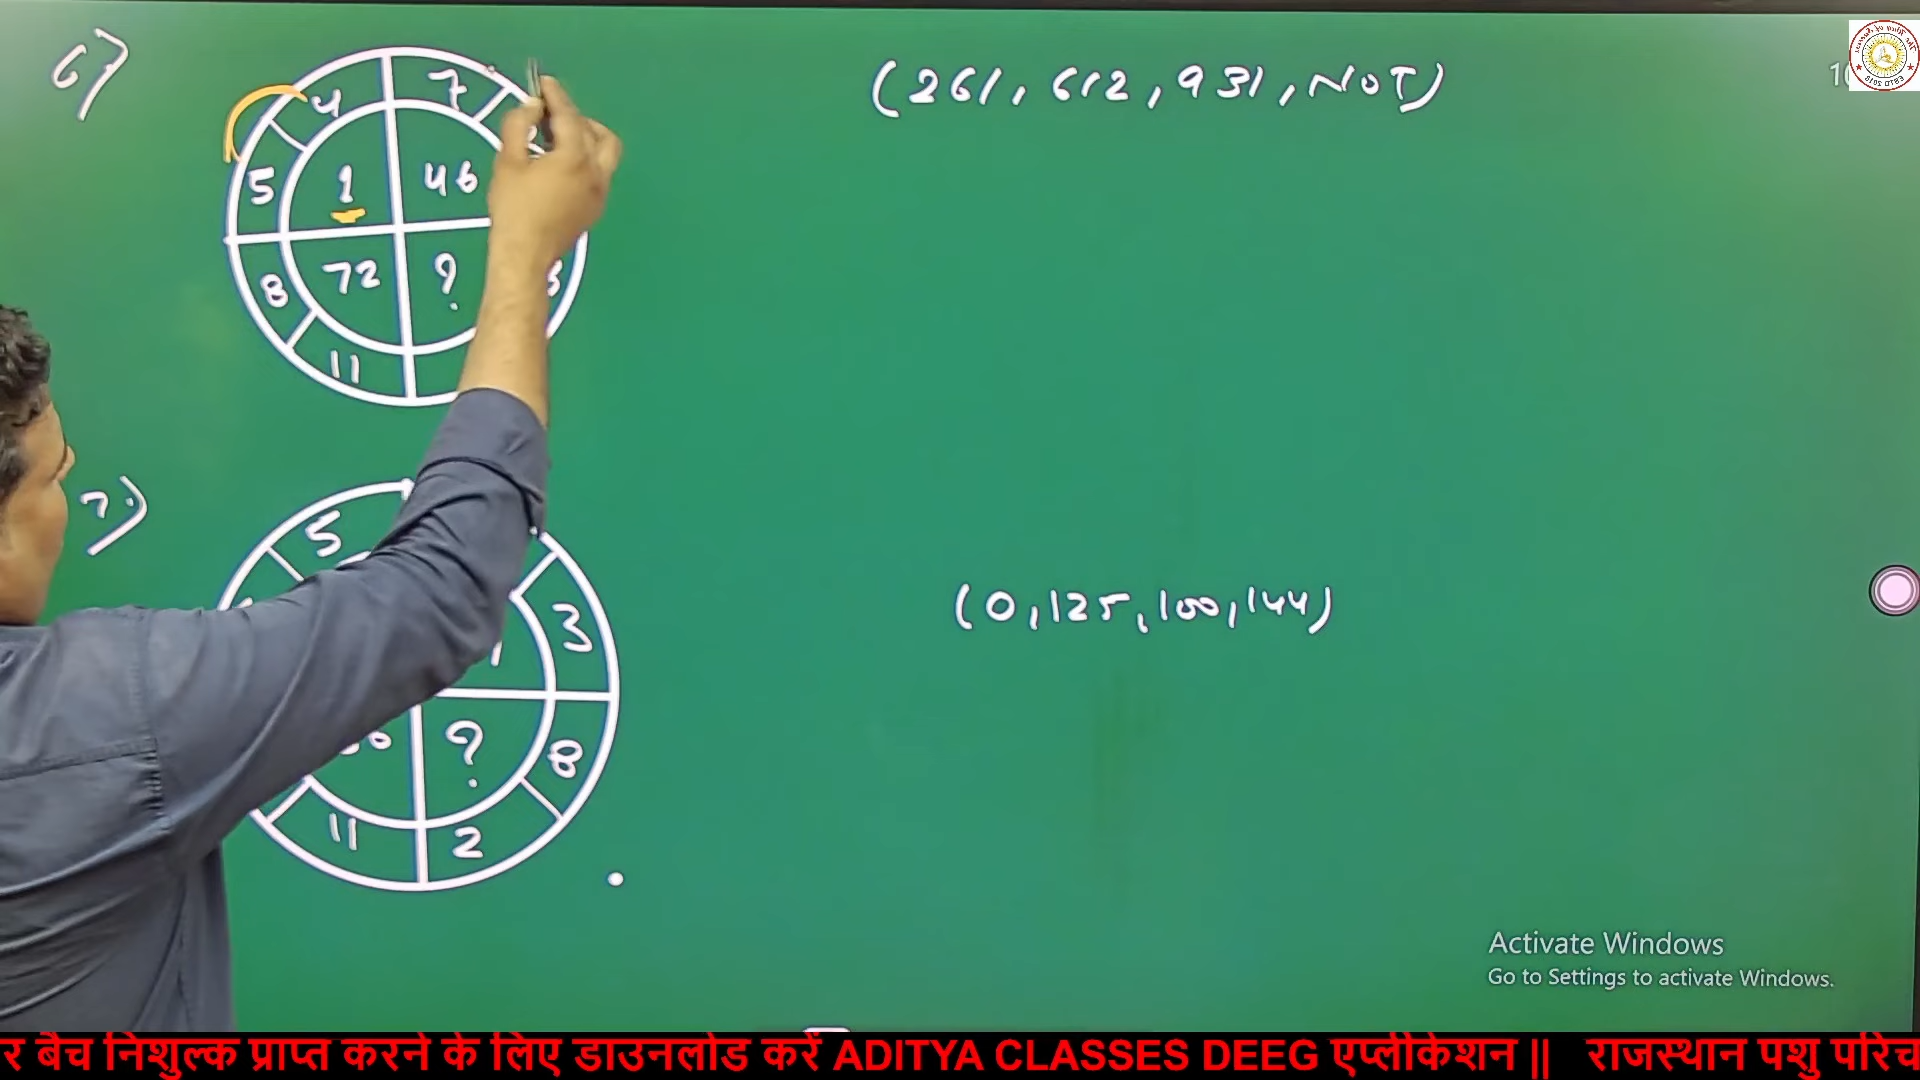 6)
(261, 612, 931, NOT)
4 7
5 1 46
8 72 ?
11
7.)
(0, 125, 100, 144)
5
3
? 8
11 2
Activate Windows
Go to Settings to activate Windows.
र बैच निशुल्क प्राप्त करने के लिए डाउनलोड करें ADITYA CLASSES DEEG एप्लीकेशन || राजस्थान पशु परिच